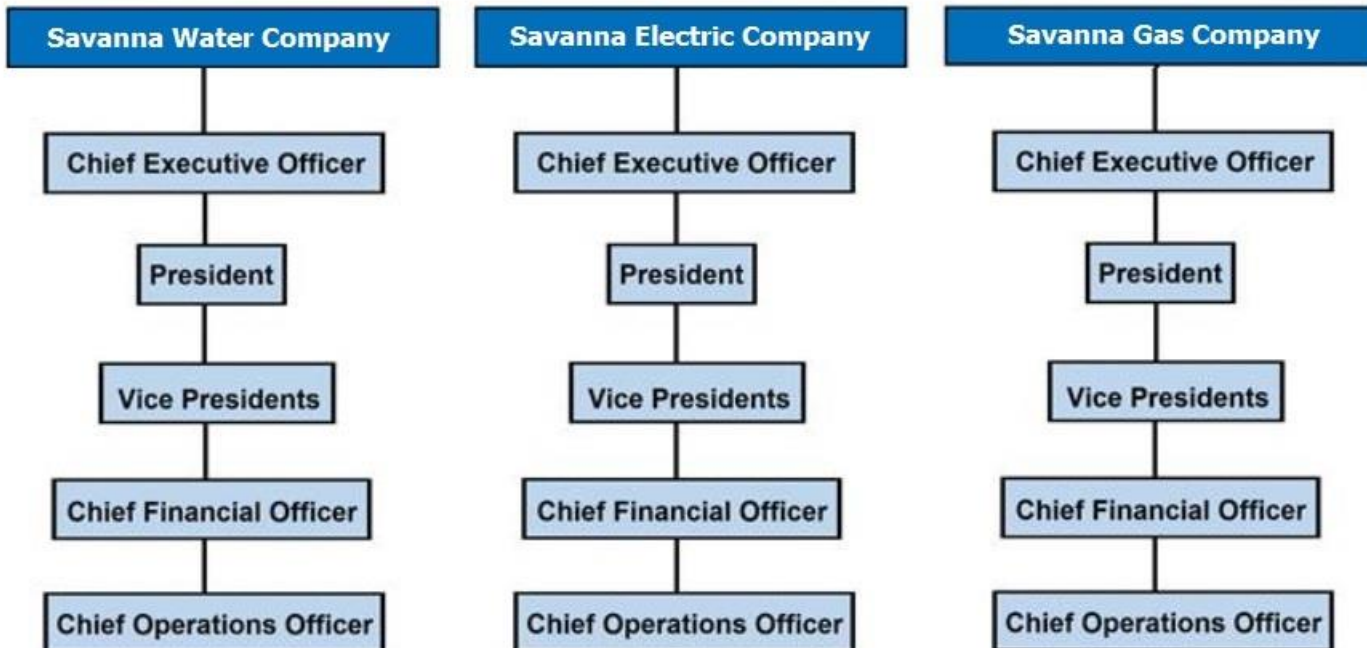 Savanna Water Company
Chief Executive Officer
President
Vice Presidents
Chief Financial Officer
Chief Operations Officer
Savanna Electric Company
Chief Executive Officer
President
Vice Presidents
Chief Financial Officer
Chief Operations Officer
Savanna Gas Company
Chief Executive Officer
President
Vice Presidents
Chief Financial Officer
Chief Operations Officer